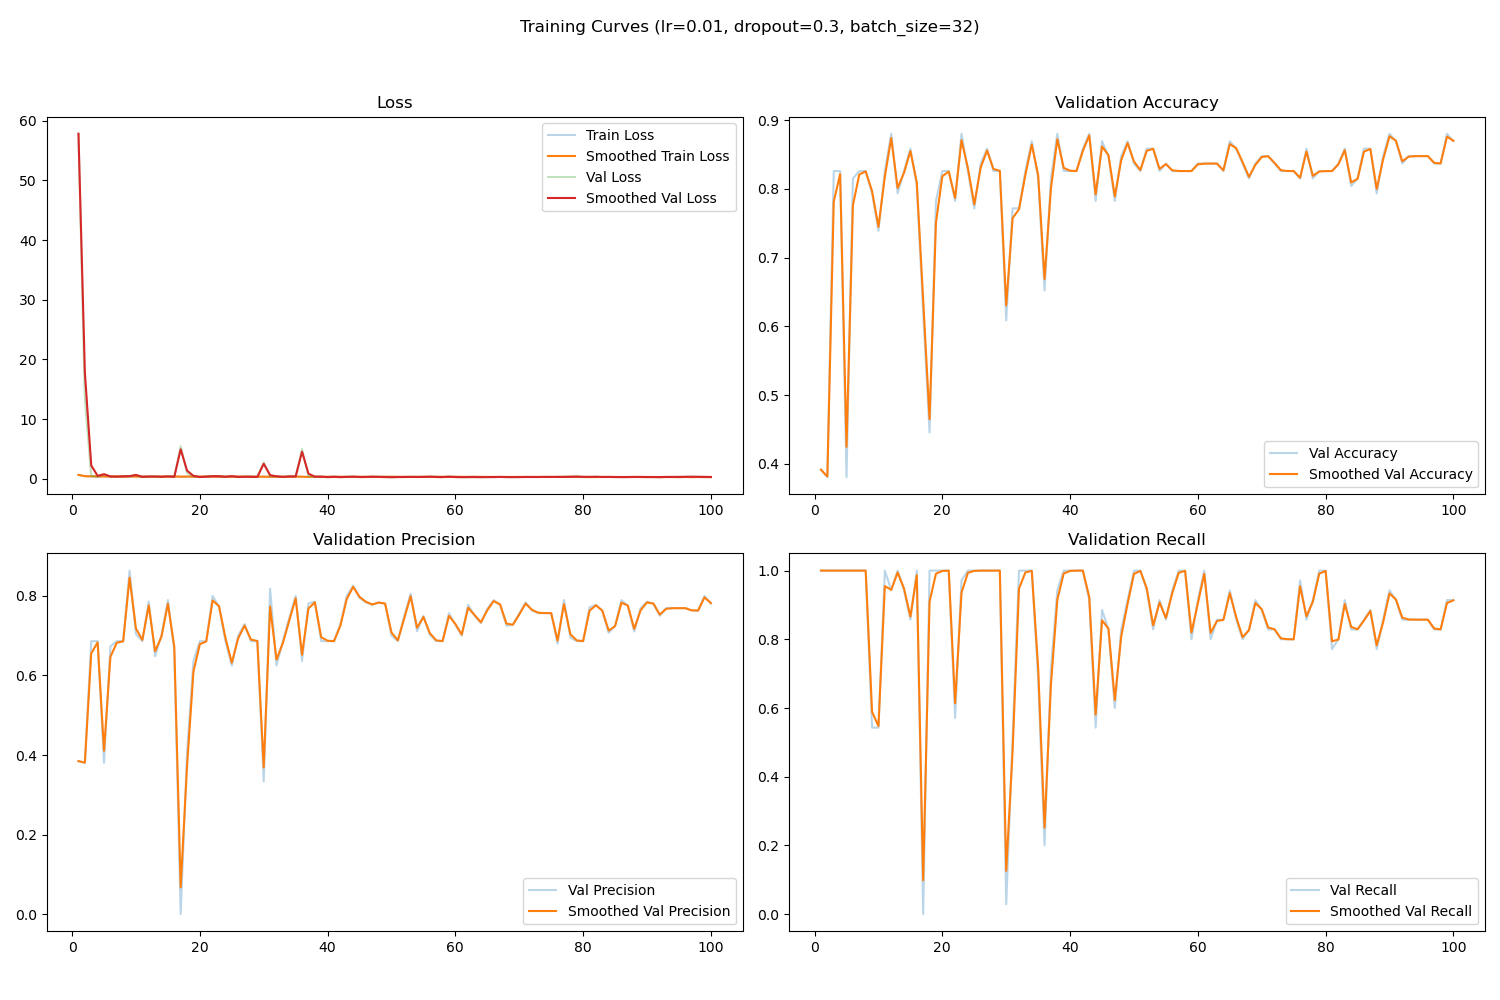 Training Curves (lr=0.01, dropout=0.3, batch_size=32)
Loss
60
50
40
30
20
10
0
0 20 40 60 80 100
Train Loss
Smoothed Train Loss
Val Loss
Smoothed Val Loss
Validation Accuracy
0.9
0.8
0.7
0.6
0.5
0.4
0 20 40 60 80 100
Val Accuracy
Smoothed Val Accuracy
Validation Precision
0.8
0.6
0.4
0.2
0.0
0 20 40 60 80 100
Val Precision
Smoothed Val Precision
Validation Recall
1.0
0.8
0.6
0.4
0.2
0.0
0 20 40 60 80 100
Val Recall
Smoothed Val Recall